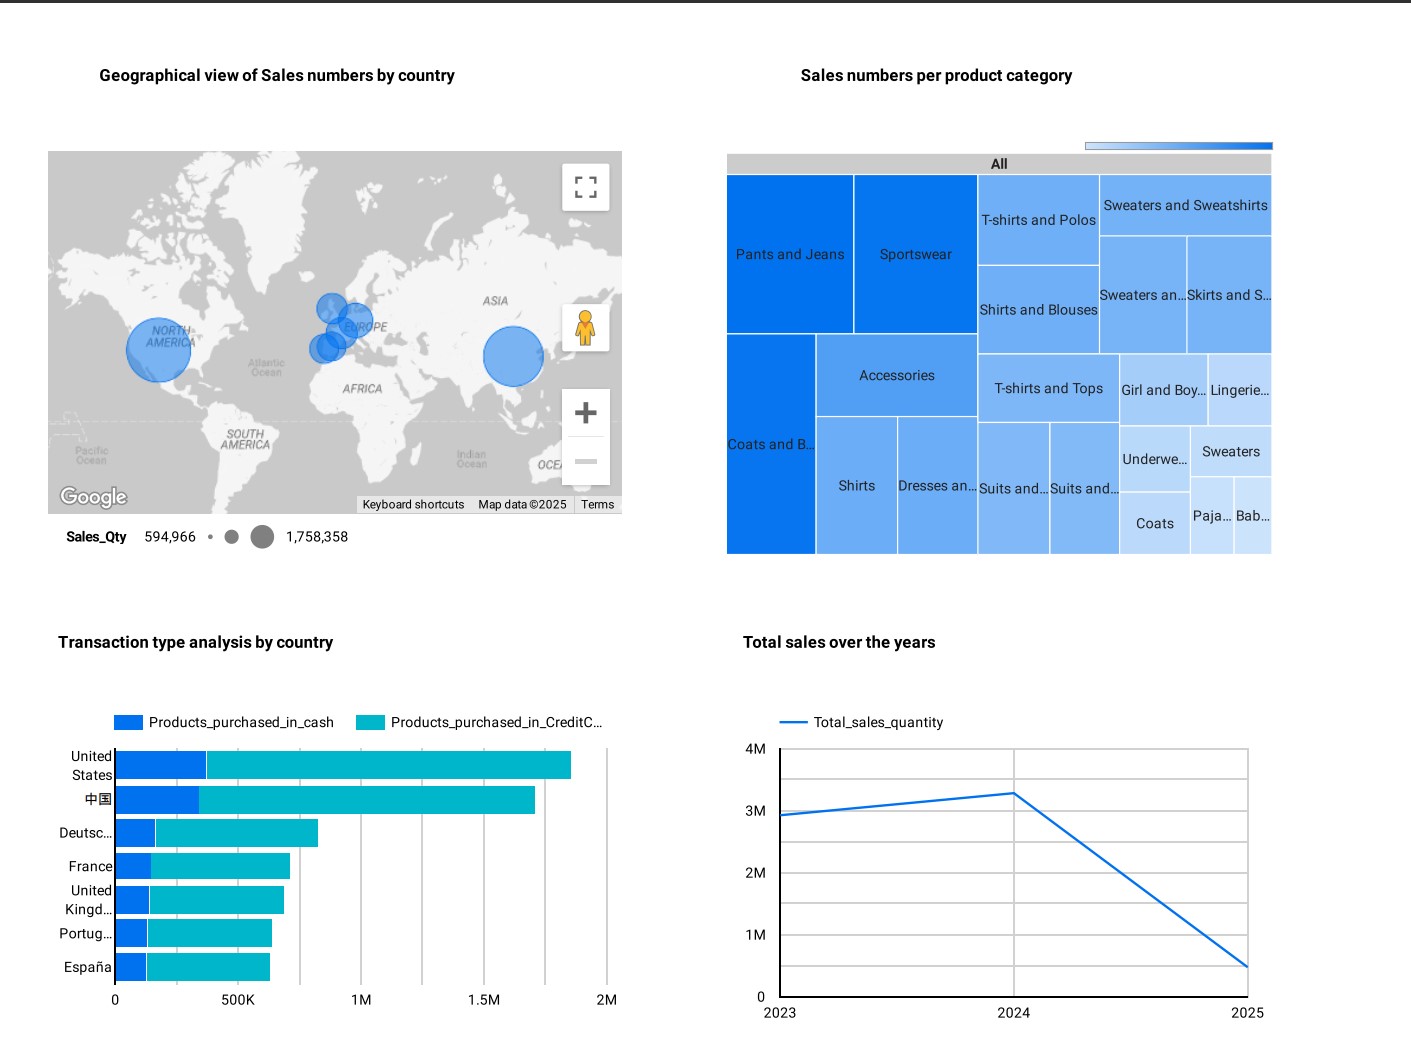 Geographical view of Sales numbers by country
NORTH
AMERICA
EUROPE
ASIA
Atlantic
Ocean
AFRICA
SOUTH
AMERICA
Pacific
Ocean
Indian
Ocean
OCEA
Google
Keyboard shortcuts
Map data ©2025
Terms
Sales_Qty 594,966 1,758,358
Sales numbers per product category
All
Pants and Jeans
Sportswear
T-shirts and Polos
Sweaters and Sweatshirts
Shirts and Blouses
Sweaters an...
Skirts and S...
Coats and B...
Accessories
T-shirts and Tops
Girl and Boy...
Lingerie...
Shirts
Dresses an...
Suits and...
Suits and...
Underwe...
Sweaters
Coats
Paja...
Bab...
Transaction type analysis by country
Products_purchased_in_cash
Products_purchased_in_CreditC...
United
States
中国
Deutsc...
France
United
Kingd...
Portug...
España
0 500K 1M 1.5M 2M
Total sales over the years
Total_sales_quantity
4M
3M
2M
1M
0
2023 2024 2025